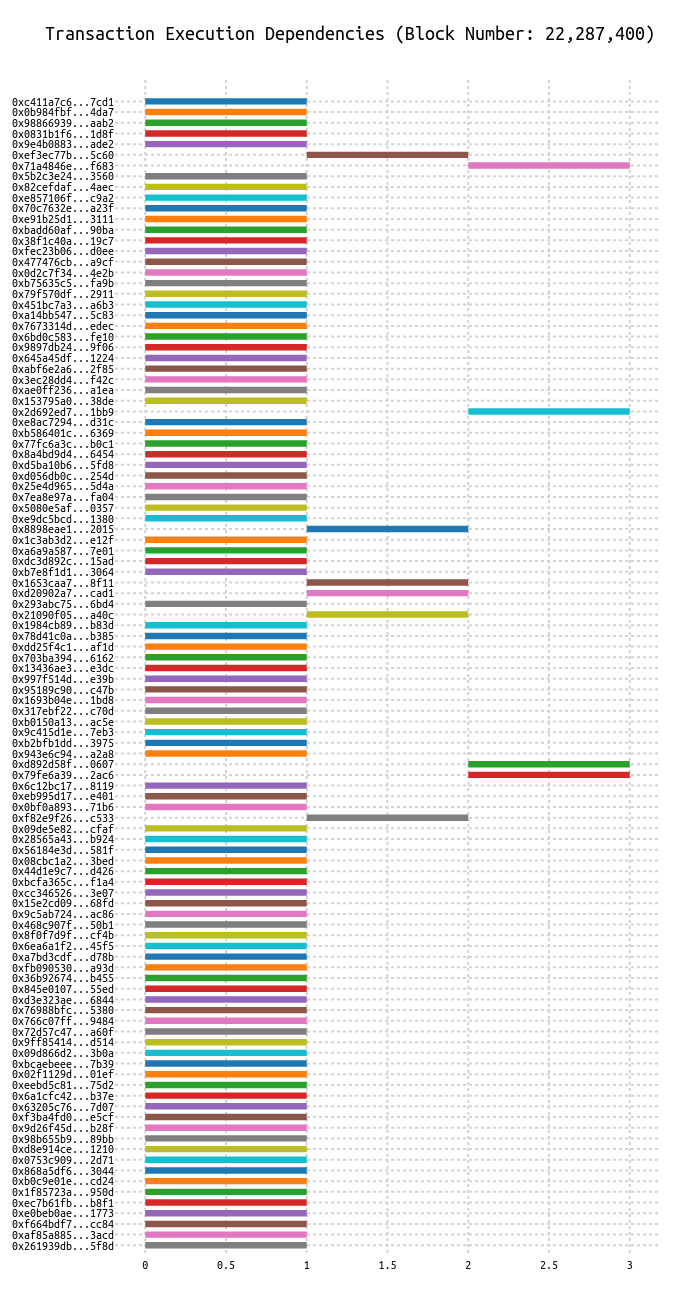 Transaction Execution Dependencies (Block Number: 22,287,400)
0xc411a7c6...7cd1
0x0b984fbf...4da7
0x98866939...aab2
0x0831b1f6...1d8f
0x9e4b0883...ade2
0xef3ec77b...5c60
0x71a4846e...f683
0x5b2c3e24...3560
0x82cefdaf...4aec
0xe857106f...c9a2
0x70c7632e...a23f
0xe91b25d1...3111
0xbadd60af...90ba
0x38f1c40a...19c7
0xfec23b06...d0ee
0x477476cb...a9cf
0x0d2c7f34...4e2b
0xb75635c5...fa9b
0x79f570df...2911
0x451bc7a3...a6b3
0xa14bb547...5c83
0x7673314d...edec
0x6bd0c583...fe10
0x9897db24...9f06
0x645a45df...1224
0xabf6e2a6...2f85
0x3ec28dd4...f42c
0xae0ff236...a1ea
0x153795a0...38de
0x2d692ed7...1bb9
0xe8ac7294...d31c
0xb586401c...6369
0x77fc6a3c...b0c1
0x8a4bd9d4...6454
0xd5ba10b6...5fd8
0xd056db0c...254d
0x25e4d965...5d4a
0x7ea8e97a...fa04
0x5080e5af...0357
0xe9dc5bcd...1380
0x8898eae1...2015
0x1c3ab3d2...e12f
0xa6a9a587...7e01
0xdc3d892c...15ad
0xb7e8f1d1...3064
0x1653caa7...8f11
0xd20902a7...cad1
0x293abc75...6bd4
0x21090f05...a40c
0x1984cb89...b83d
0x78d41c0a...b385
0xdd25f4c1...af1d
0x703ba394...6162
0x13436ae3...e3dc
0x997f514d...e39b
0x95189c90...c47b
0x1693b04e...1bd8
0x317ebf22...c70d
0xb0150a13...ac5e
0x9c415d1e...7eb3
0xb2bfb1dd...3975
0x943e6c94...a2a8
0xd892d58f...0607
0x79fe6a39...2ac6
0x6c12bc17...8119
0xeb995d17...e401
0x0bf0a893...71b6
0xf82e9f26...c533
0x09de5e82...cfaf
0x28565a43...b924
0x56184e3d...581f
0x08cbc1a2...3bed
0x44d1e9c7...d426
0xbcfa365c...f1a4
0xcc346526...3e07
0x15e2cd09...68fd
0x9c5ab724...ac86
0x468c907f...50b1
0x8f0f7d9f...cf4b
0x6ea6a1f2...45f5
0xa7bd3cdf...d78b
0xfb090530...a93d
0x36b92674...b455
0x845e0107...55ed
0xd3e323ae...6844
0x76988bfc...5380
0x766c07ff...9484
0x72d57c47...a60f
0x9ff85414...d514
0x09d866d2...3b0a
0xbcaebeee...7b39
0x02f1129d...01ef
0xeebd5c81...75d2
0x6a1cfc42...b37e
0x63205c76...7d07
0xf3ba4fd0...e5cf
0x9d26f45d...b28f
0x98b655b9...89bb
0xd8e914ce...1210
0x0753c909...2d71
0x868a5df6...3044
0xb0c9e01e...cd24
0x1f85723a...950d
0xec7b61fb...b8f1
0xe0beb0ae...1773
0xf664bdf7...cc84
0xaf85a885...3acd
0x261939db...5f8d
0 0.5 1 1.5 2 2.5 3